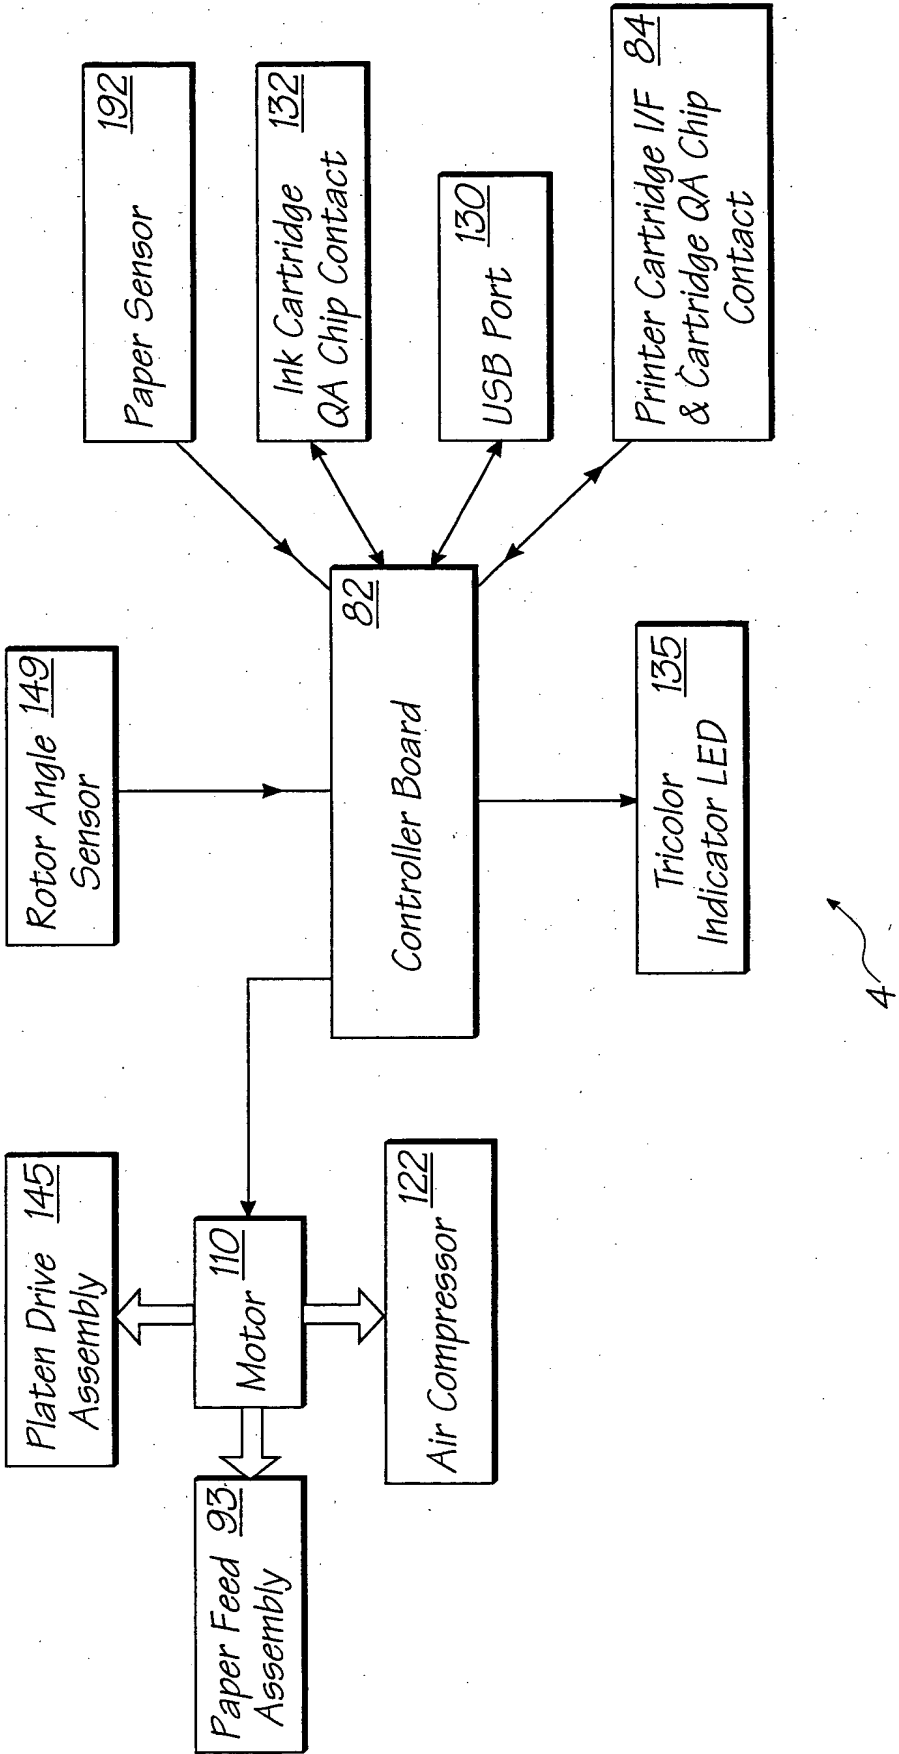 Paper Feed 93
Assembly
Platen Drive 145
Assembly
110
Motor
122
Air Compressor
Rotor Angle 149
Sensor
82
Controller Board
135
Tricolor
Indicator LED
192
Paper Sensor
132
Ink Cartridge
QA Chip Contact
130
USB Port
84
Printer Cartridge I/F
& Cartridge QA Chip
Contact
4